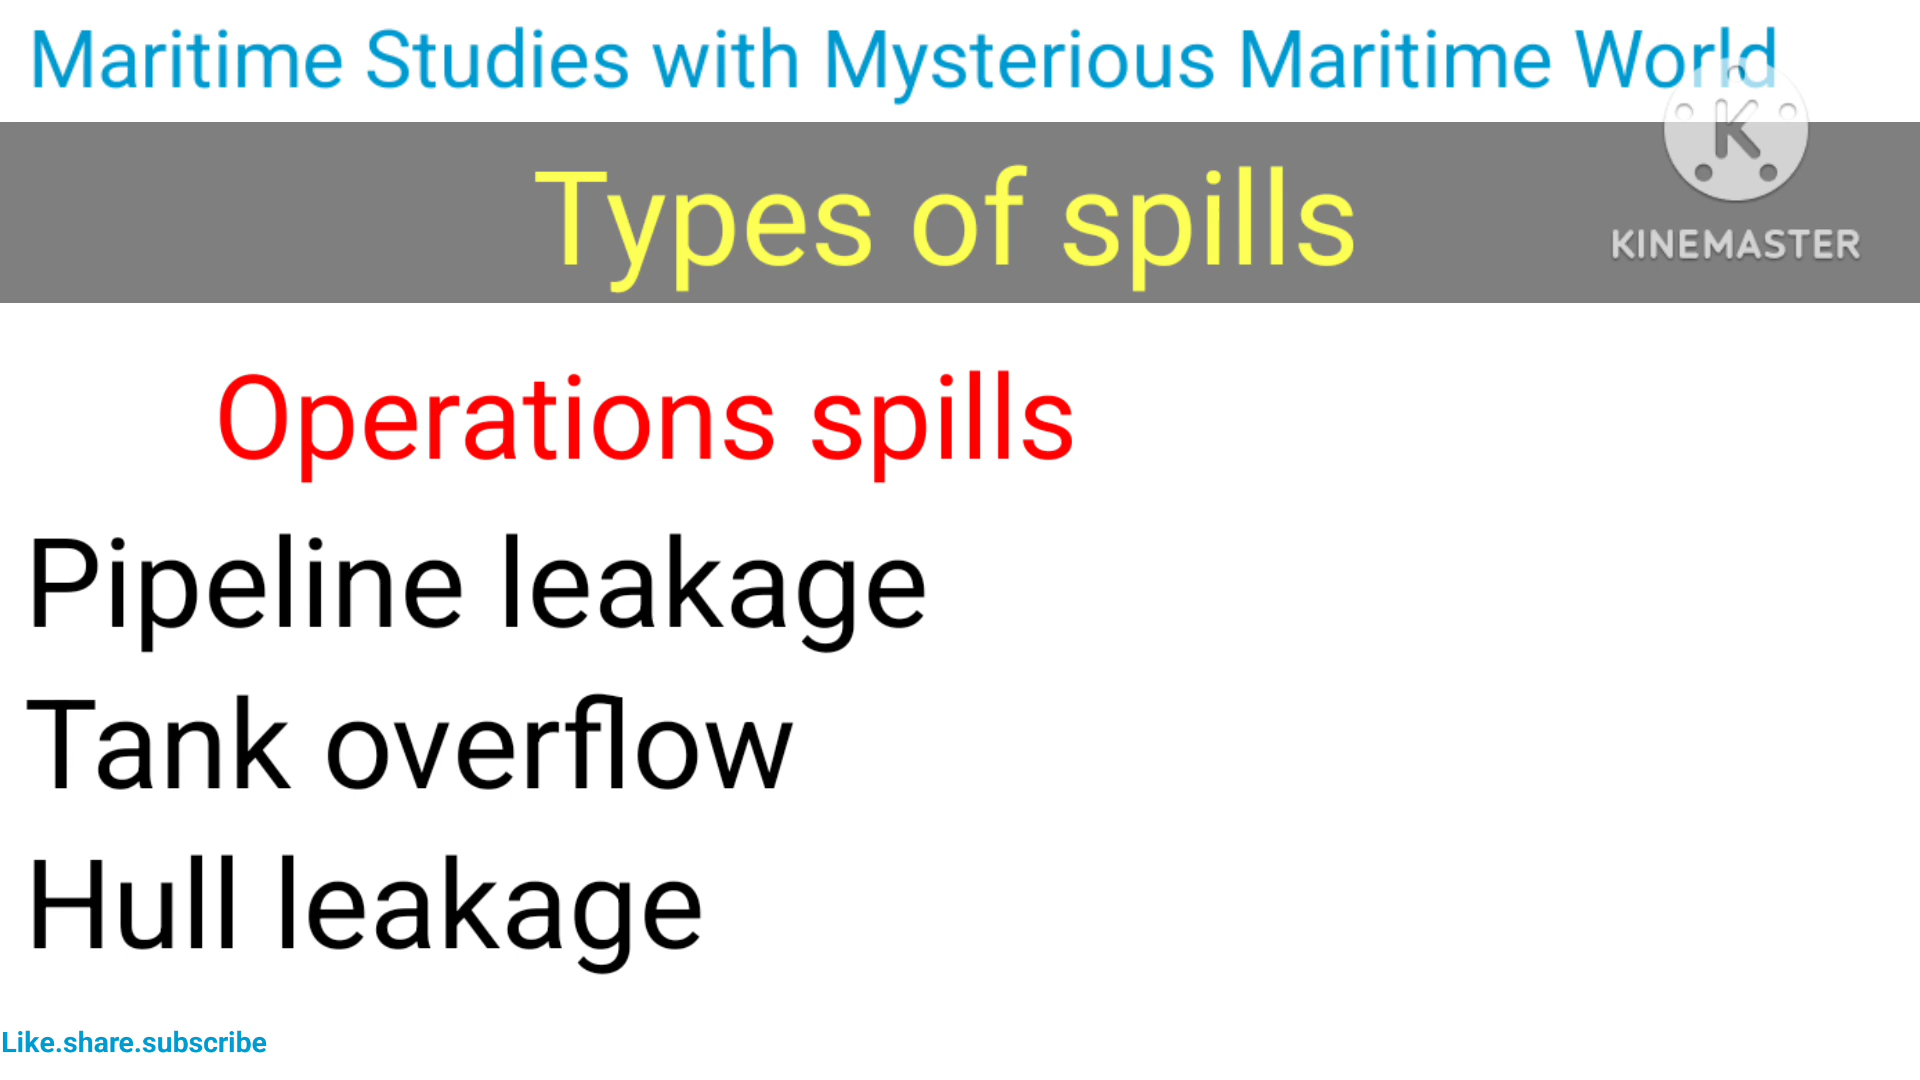 Maritime Studies with Mysterious Maritime World
K
KINEMASTER
Types of spills
Operations spills
Pipeline leakage
Tank overflow
Hull leakage
Like.share.subscribe